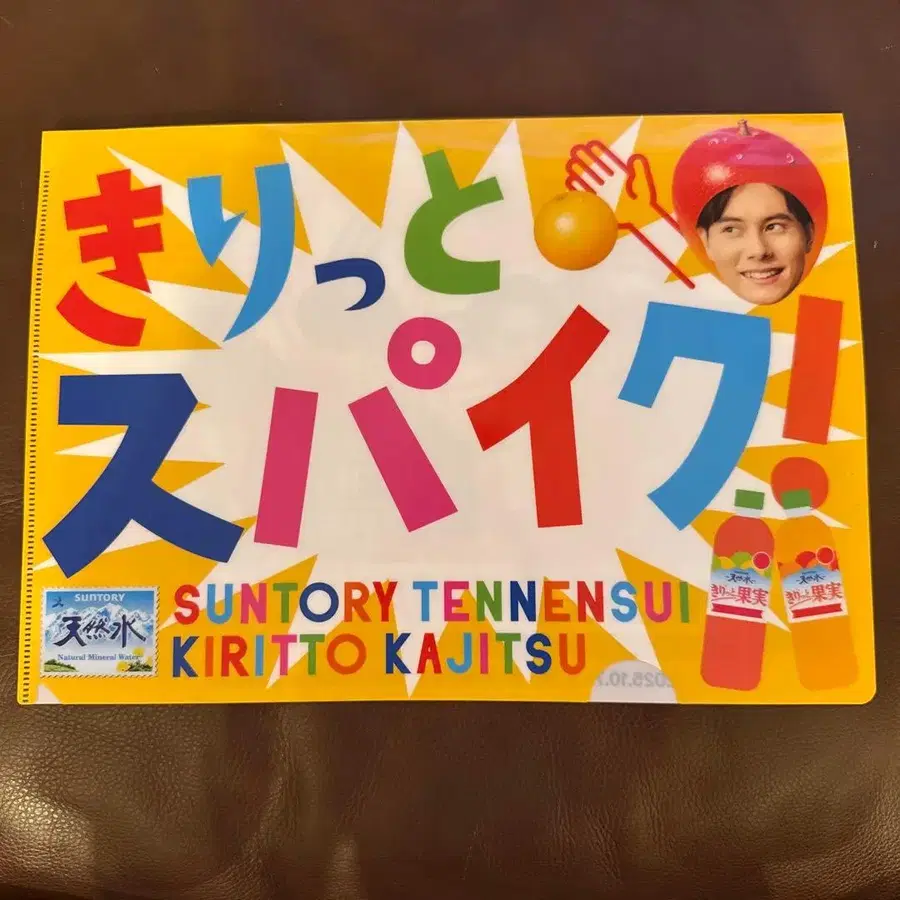 きりっと
スパイク!
SUNTORY
天然水
Natural Mineral Water
SUNTORY TENNENSUI
KIRITTO KAJITSU
天然水
きりっと果実
天然水
きりっと果実